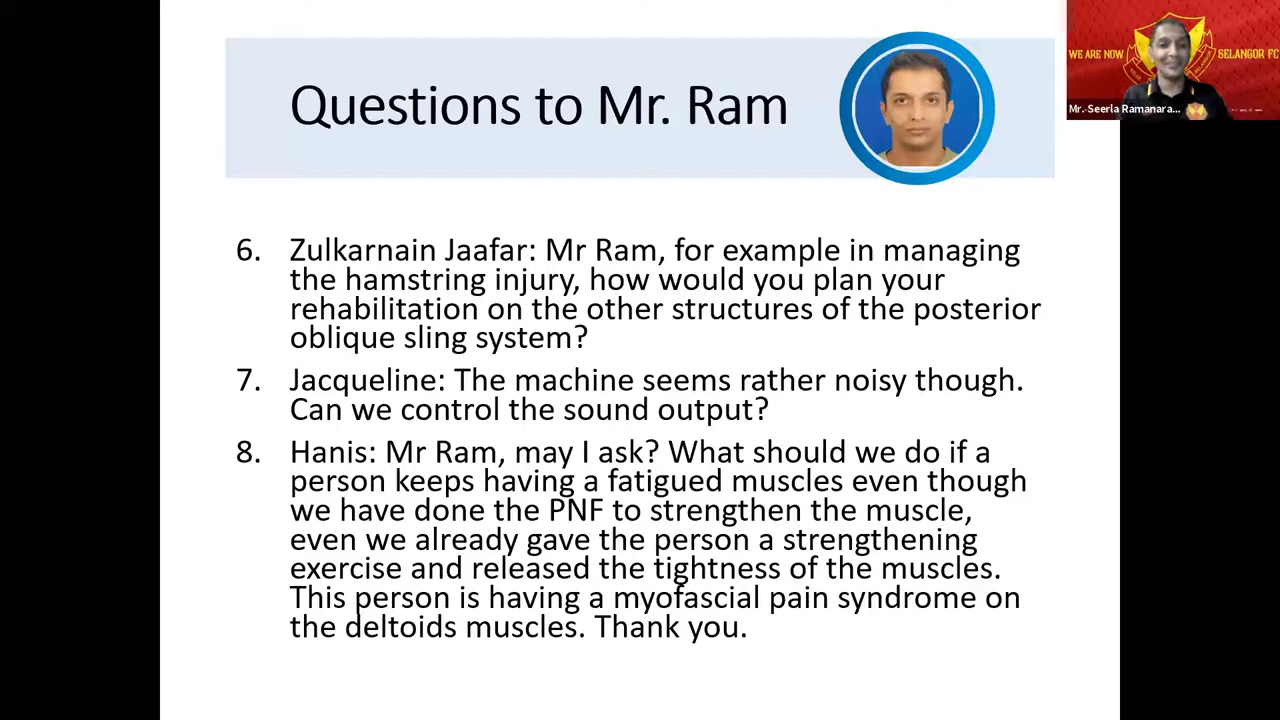 Questions to Mr. Ram
WE ARE NOW
SELANGOR FC
Mr. Seerla Ramanara...
6. Zulkarnain Jaafar: Mr Ram, for example in managing
the hamstring injury, how would you plan your
rehabilitation on the other structures of the posterior
oblique sling system?
7. Jacqueline: The machine seems rather noisy though.
Can we control the sound output?
8. Hanis: Mr Ram, may I ask? What should we do if a
person keeps having a fatigued muscles even though
we have done the PNF to strengthen the muscle,
even we already gave the person a strengthening
exercise and released the tightness of the muscles.
This person is having a myofascial pain syndrome on
the deltoids muscles. Thank you.